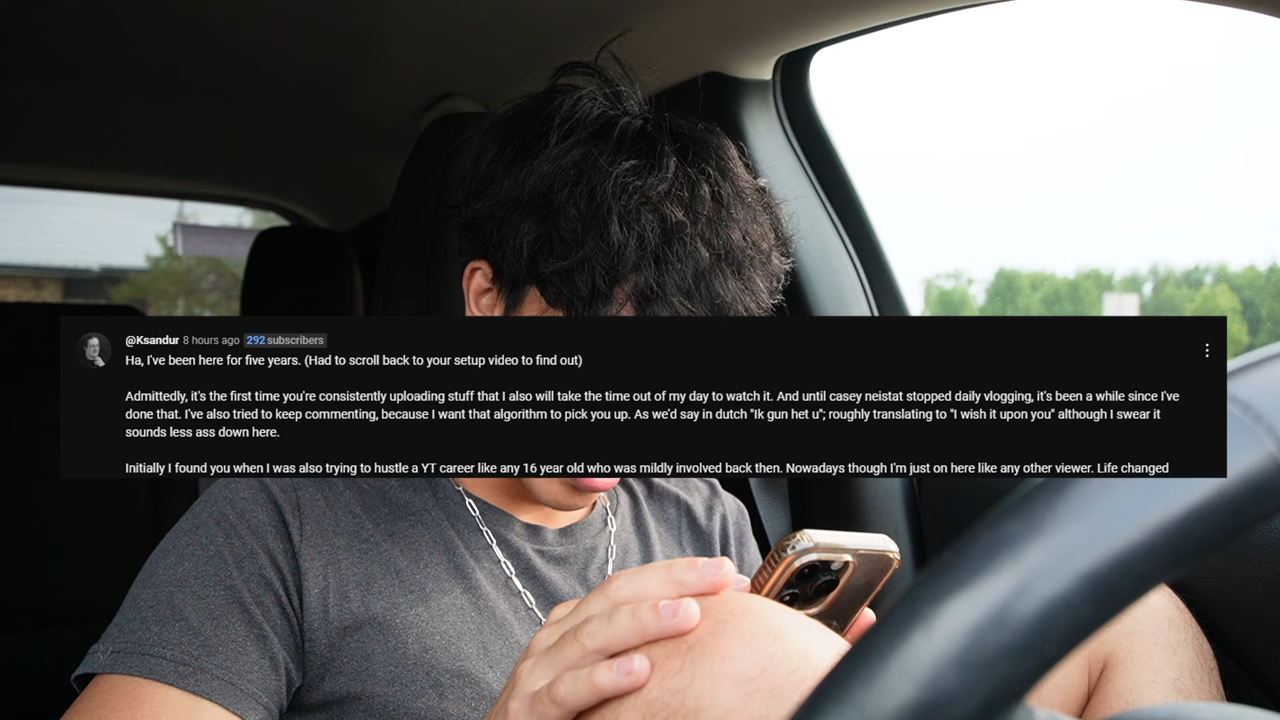 @Ksandur 8 hours ago 292 subscribers
Ha, I've been here for five years. (Had to scroll back to your setup video to find out)
Admittedly, it's the first time you're consistently uploading stuff that I also will take the time out of my day to watch it. And until casey neistat stopped daily vlogging, it's been a while since I've
done that. I've also tried to keep commenting, because I want that algorithm to pick you up. As we'd say in dutch "Ik gun het u"; roughly translating to "I wish it upon you" although I swear it
sounds less ass down here.
Initially I found you when I was also trying to hustle a YT career like any 16 year old who was mildly involved back then. Nowadays though I'm just on here like any other viewer. Life changed